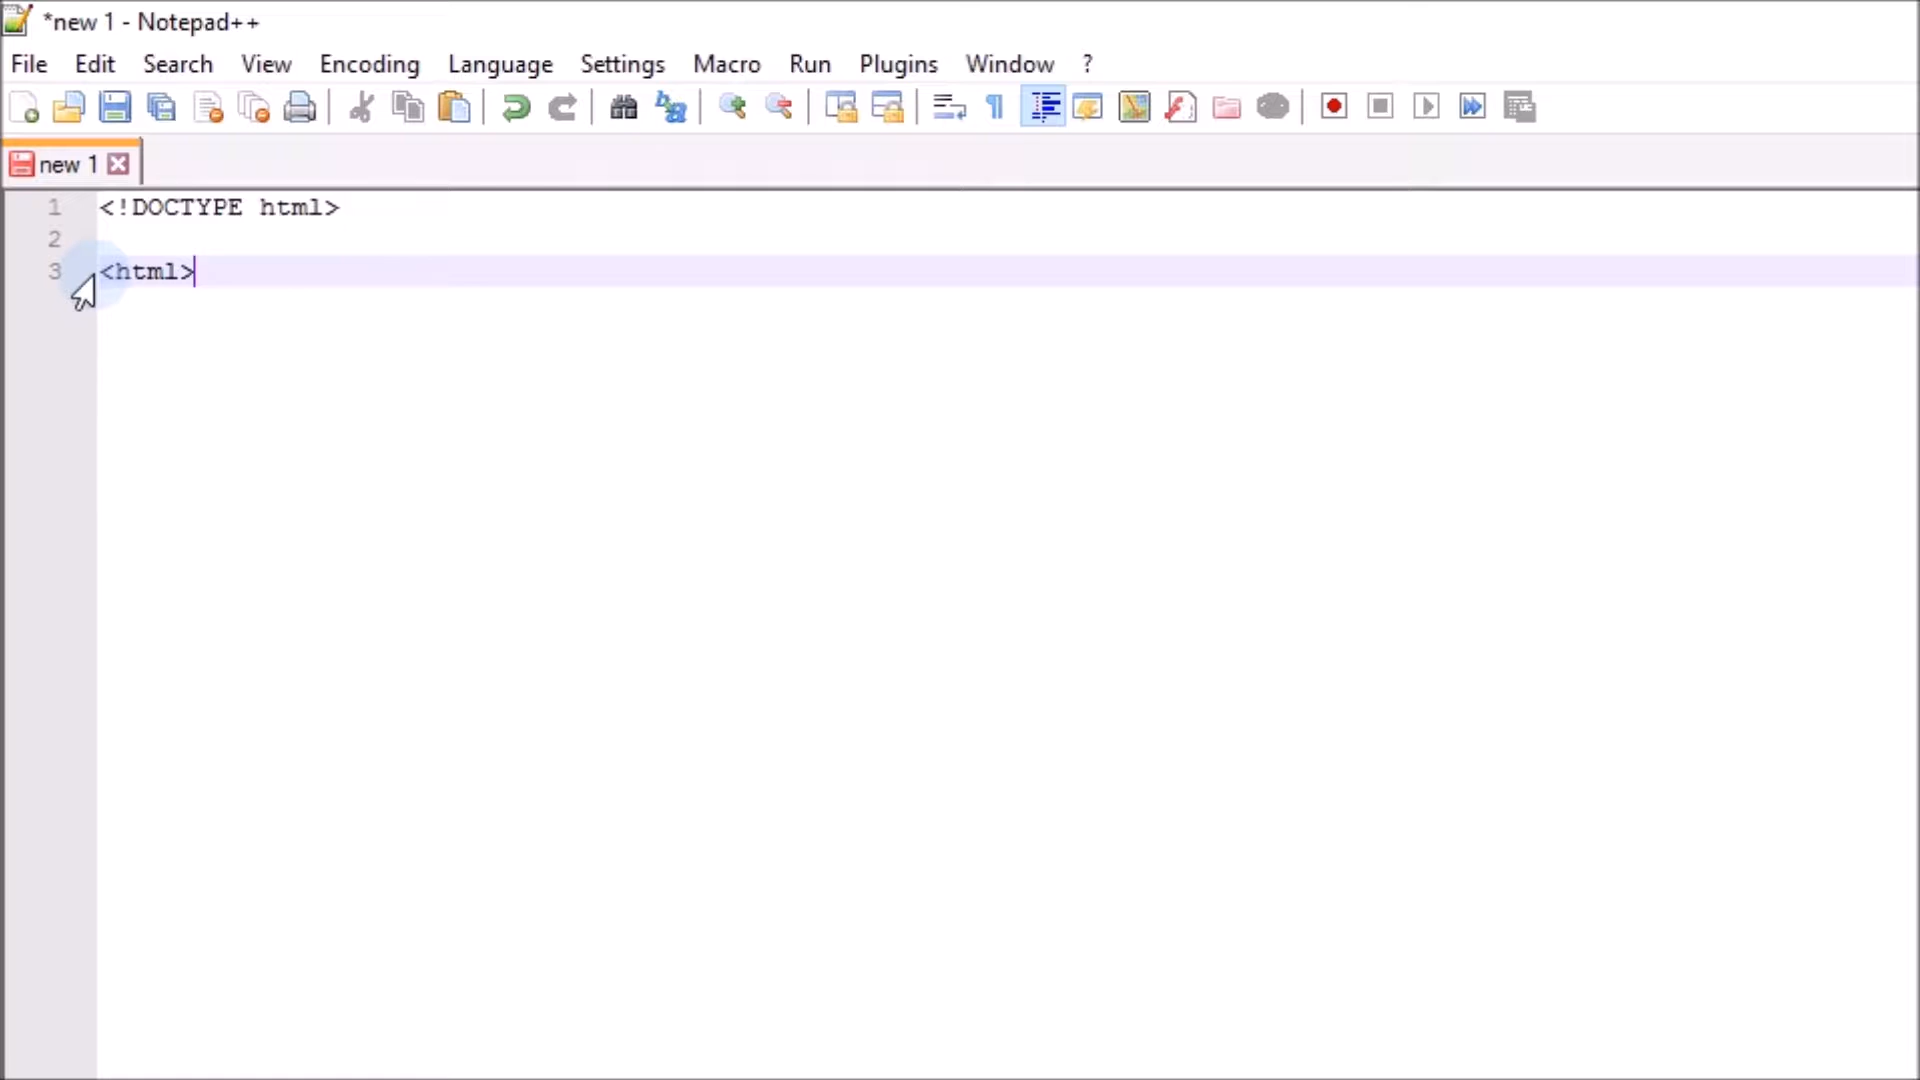 *new 1 - Notepad++
File Edit Search View Encoding Language Settings Macro Run Plugins Window ?
new 1
1 <!DOCTYPE html>
2
3 <html>